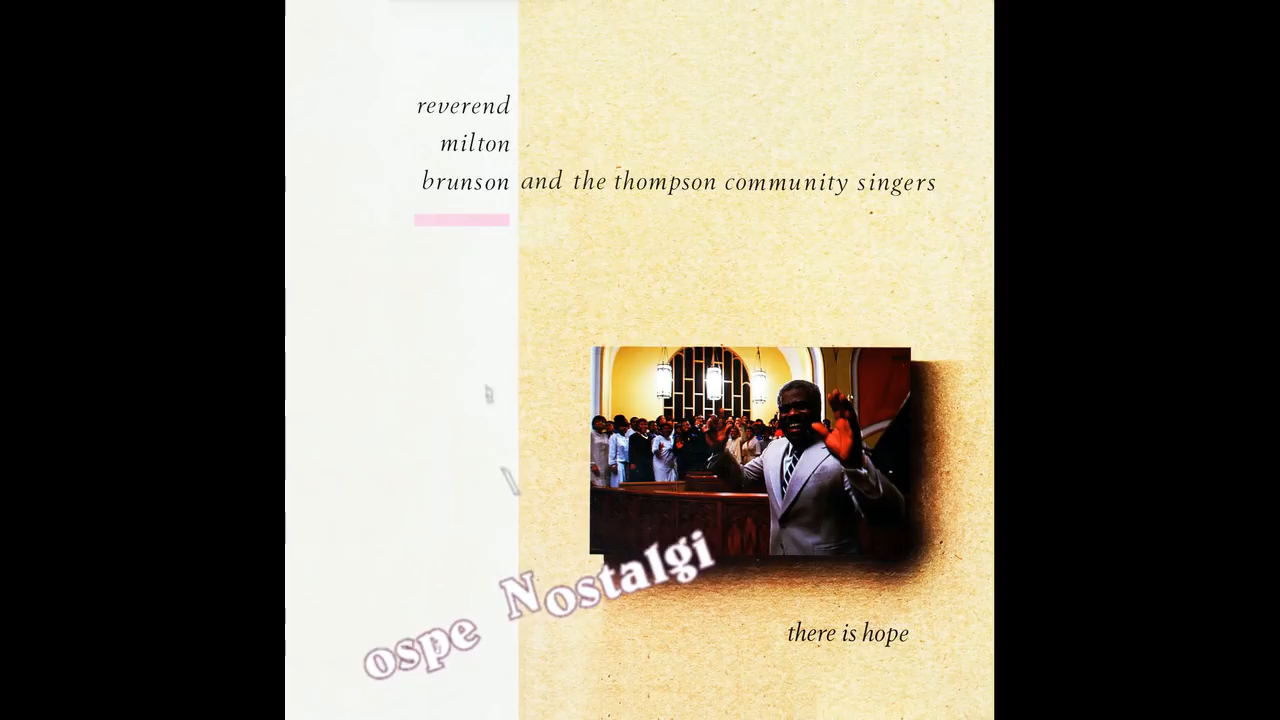 reverend
milton
brunson and the thompson community singers
ospe Nostalgi
there is hope